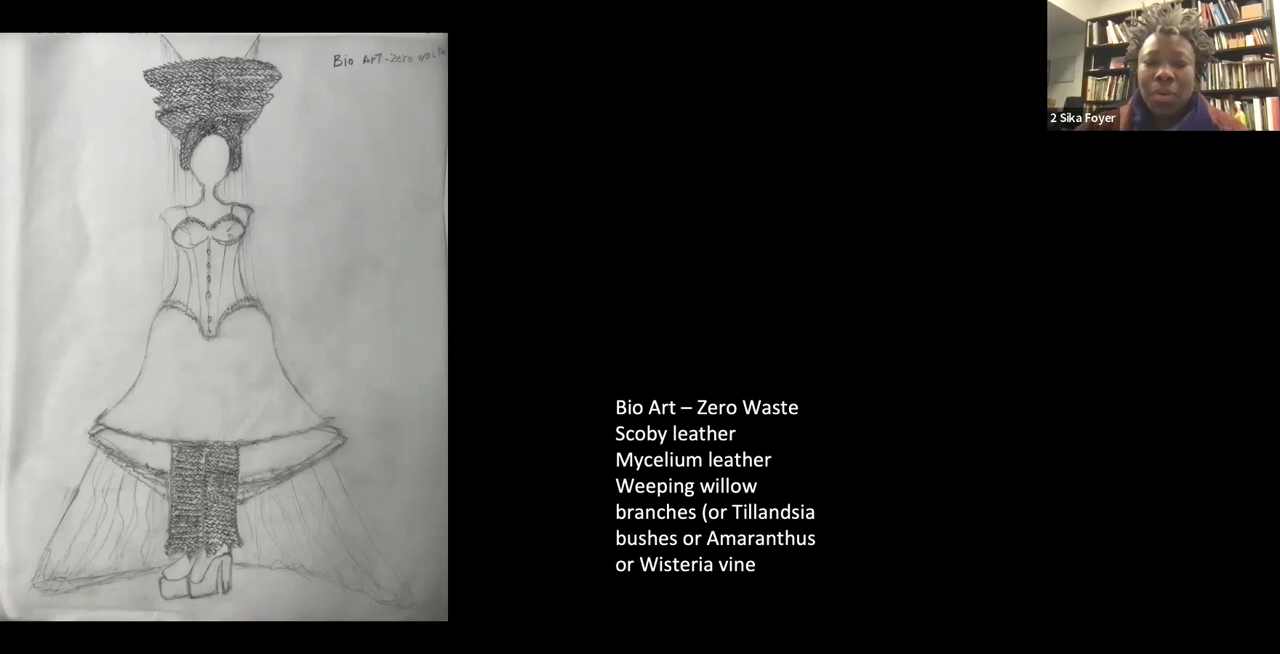 Bio Art-Zero waste
2 Sika Foyer
Bio Art – Zero Waste
Scoby leather
Mycelium leather
Weeping willow
branches (or Tillandsia
bushes or Amaranthus
or Wisteria vine